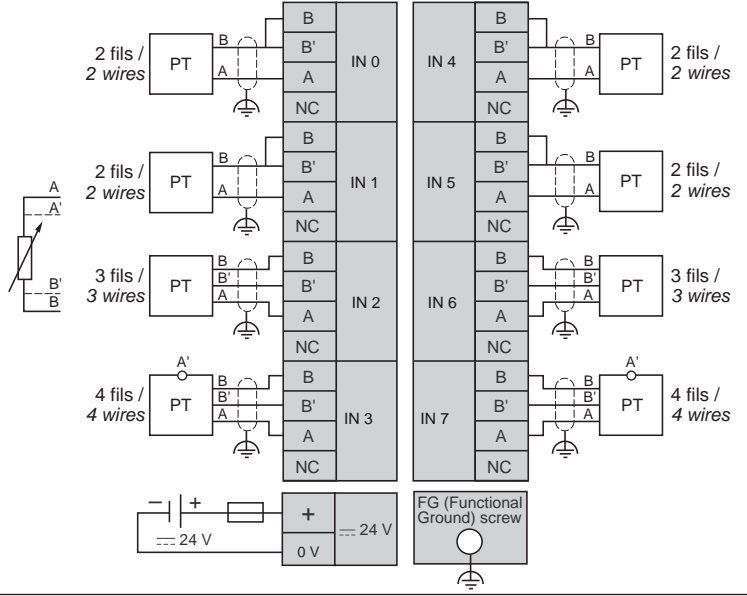 2 fils /
2 wires
PT
B
A
B
B'
A
NC
IN 0
IN 4
B
B'
A
NC
B
A
PT
2 fils /
2 wires
2 fils /
2 wires
PT
B
A
B
B'
A
NC
IN 1
IN 5
B
B'
A
NC
B
A
PT
2 fils /
2 wires
A
A'
B'
B
3 fils /
3 wires
PT
B
B'
A
B
B'
A
NC
IN 2
IN 6
B
B'
A
NC
B
B'
A
PT
3 fils /
3 wires
4 fils /
4 wires
A'
PT
B
B'
A
B
B'
A
NC
IN 3
IN 7
B
B'
A
NC
B
B'
A
A'
PT
4 fils /
4 wires
− +
24 V
+
0 V
24 V
FG (Functional
Ground) screw